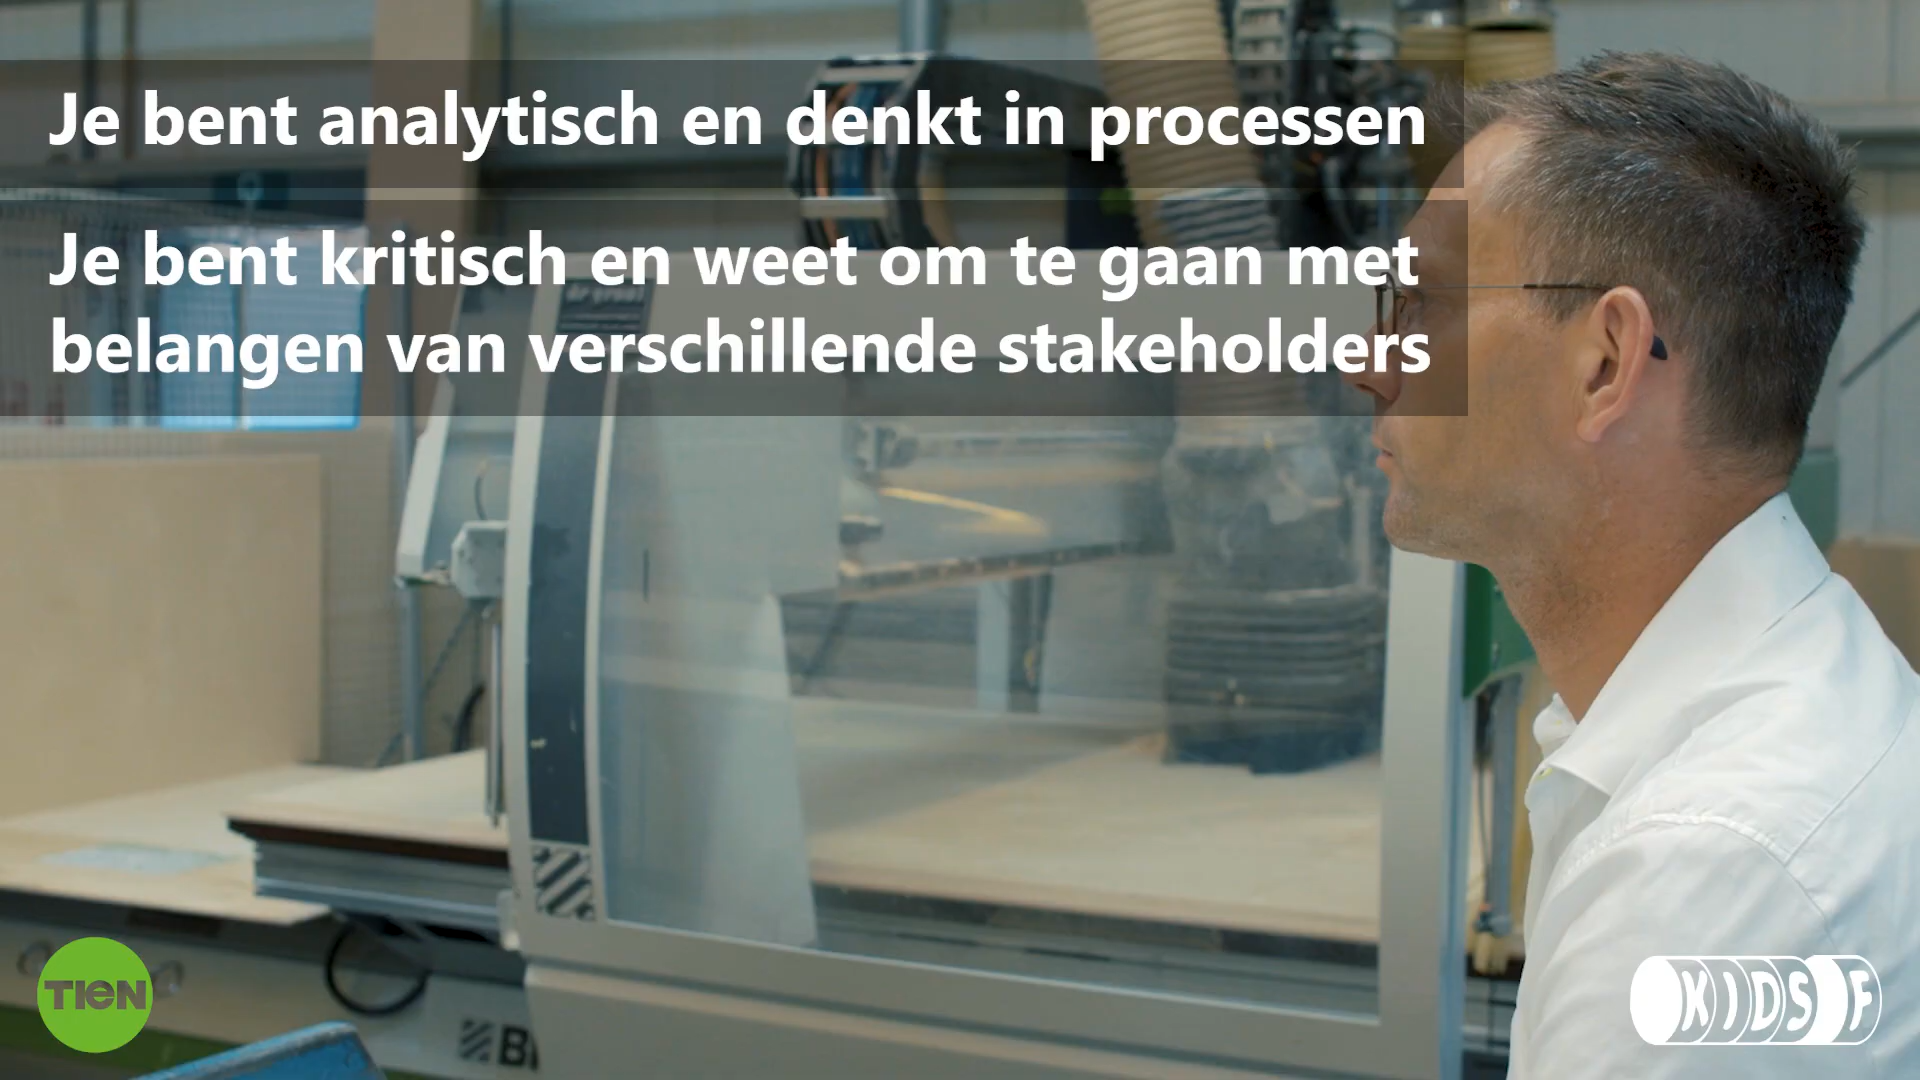 Je bent analytisch en denkt in processen
Je bent kritisch en weet om te gaan met
belangen van verschillende stakeholders
TIEN
KIDS F